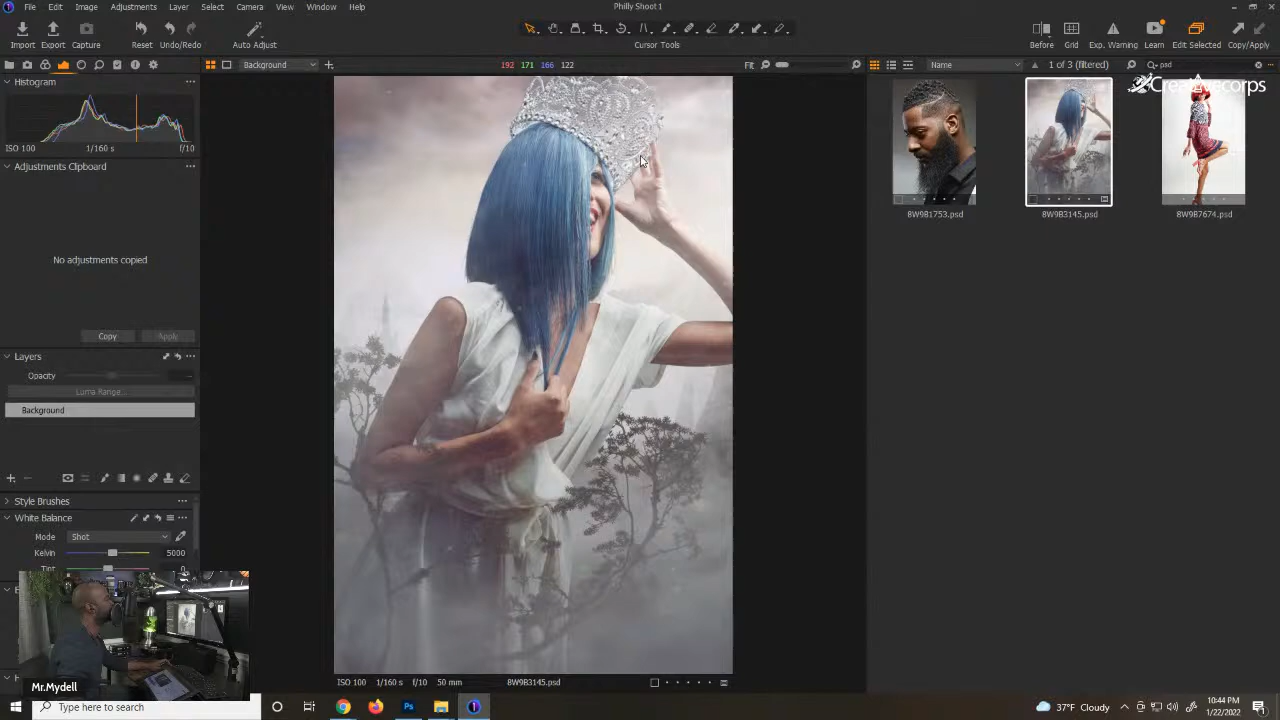 Philly Shoot 1
File Edit Image Adjustments Layer Select Camera View Window Help
Import Export Capture Reset Undo/Redo Auto Adjust Cursor Tools Before Grid Exp. Warning Learn Edit Selected Copy/Apply
Background 192 171 166 122 Fit Name 1 of 3 (filtered) psd
Creativecorps
Histogram
ISO 100 1/160 s f/10
Adjustments Clipboard
No adjustments copied
Copy Apply
8W9B1753.psd 8W9B3145.psd 8W9B7674.psd
Layers
Opacity
Luma Range...
Background
Style Brushes
White Balance
Mode Shot
Kelvin 5000
Tint
Mr.Mydell
ISO 100 1/160 s f/10 50 mm 8W9B3145.psd
Type here to search
Ps
37°F Cloudy
10:44 PM
1/22/2022